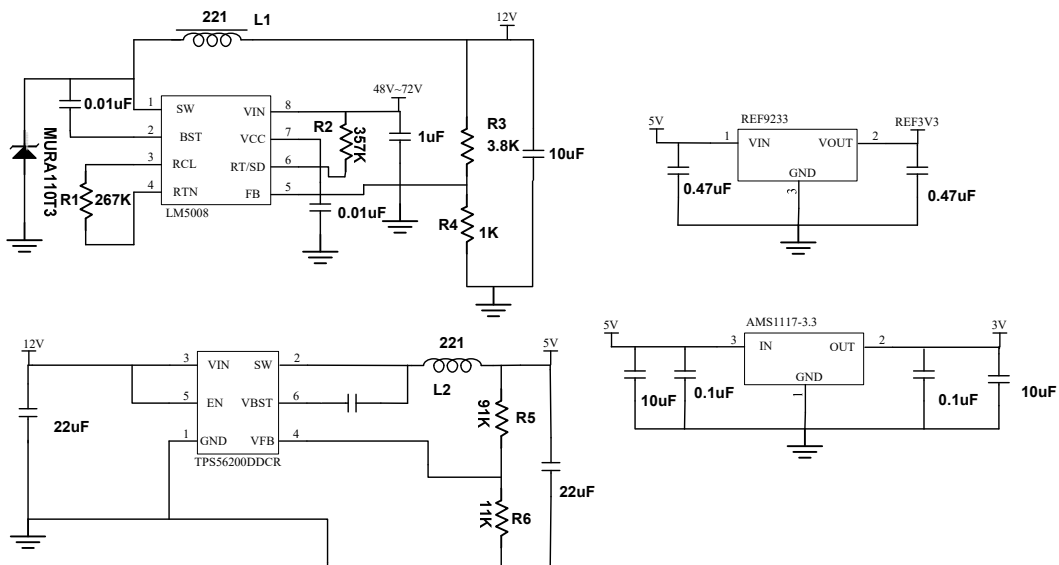 221
L1
12V
0.01uF
1
SW
VIN
8
48V~72V
2
BST
VCC
7
R2
357K
1uF
3
RCL
RT/SD
6
4
RTN
FB
5
LM5008
MURA110T3
R1
267K
0.01uF
R3
3.8K
10uF
R4
1K
5V
REF9233
REF3V3
1
VIN
VOUT
2
GND
3
0.47uF
0.47uF
12V
3
VIN
SW
2
221
L2
5V
5
EN
VBST
6
1
GND
VFB
4
TPS56200DDCR
22uF
91K
R5
11K
R6
22uF
5V
AMS1117-3.3
3V
3
IN
OUT
2
GND
1
10uF
0.1uF
0.1uF
10uF